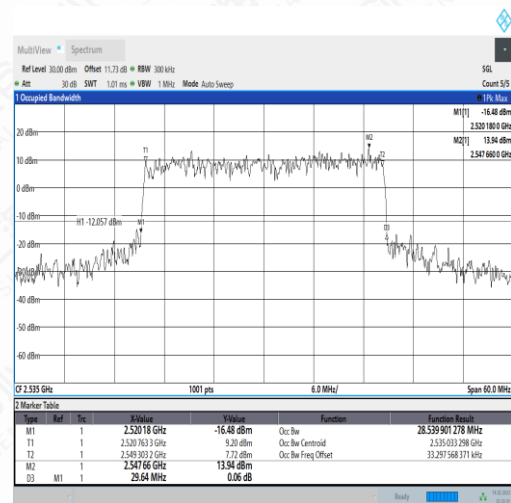 MultiView Spectrum
Ref Level 30.00 dBm Offset 11.73 dB RBW 300 kHz SGL
Att 30 dB SWT 1.01 ms VBW 1 MHz Mode Auto Sweep Count 5/5
1 Occupied Bandwidth 1Pk Max
M1[1] -16.48 dBm
2.520 180 0 GHz
M2[1] 13.94 dBm
2.547 660 0 GHz
20 dBm
M2
T1
T2
10 dBm
0 dBm
-10 dBm
H1 -12.057 dBm
M1
D3
-20 dBm
-30 dBm
-40 dBm
-50 dBm
-60 dBm
CF 2.535 GHz 1001 pts 6.0 MHz/ Span 60.0 MHz
2 Marker Table
Type Ref Trc X-Value Y-Value Function Function Result
M1 1 2.520 18 GHz -16.48 dBm Occ Bw 28.539 901 278 MHz
T1 1 2.520 763 3 GHz 9.20 dBm Occ Bw Centroid 2.535 033 298 GHz
T2 1 2.549 303 2 GHz 7.72 dBm Occ Bw Freq Offset 33.297 568 371 kHz
M2 1 2.547 66 GHz 13.94 dBm
D3 M1 1 29.64 MHz 0.06 dB
Ready